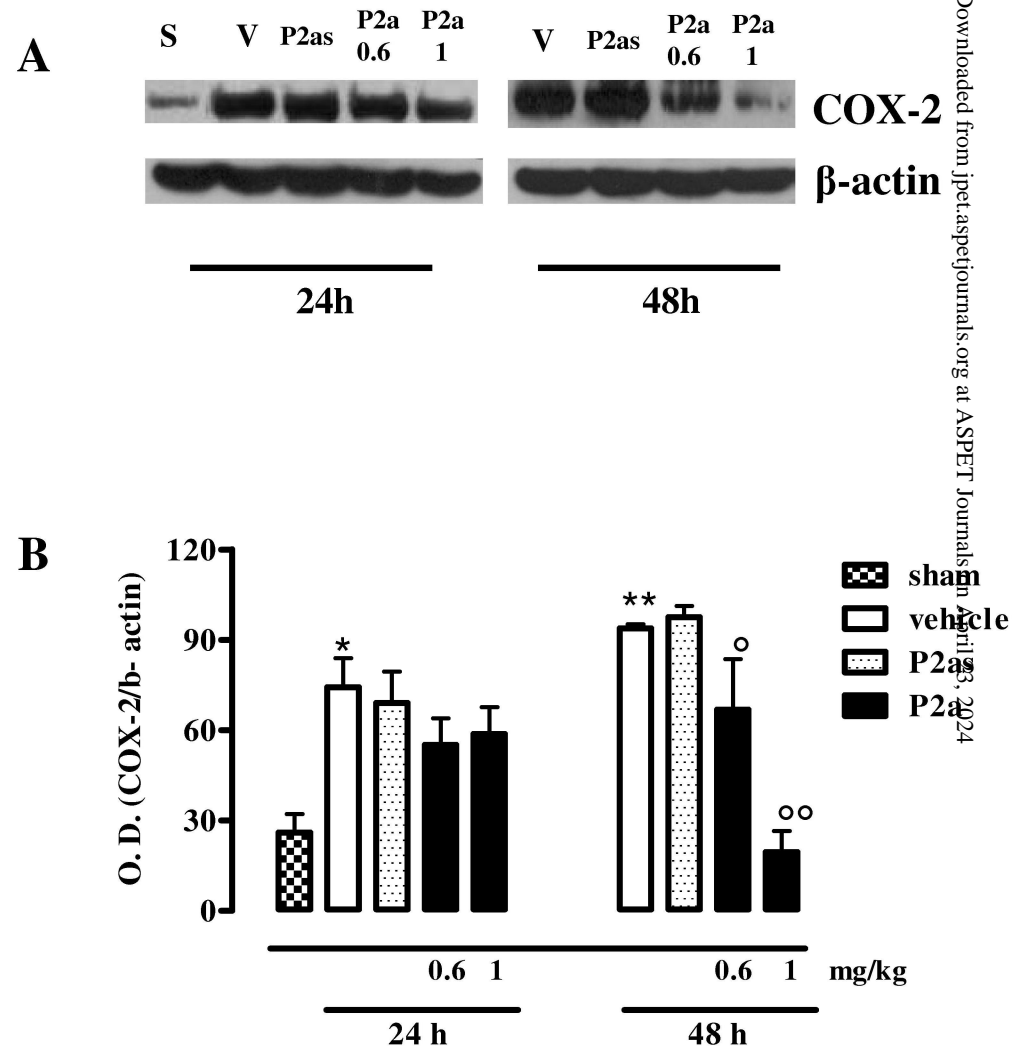 A
S V P2as P2a 0.6 P2a 1
V P2as P2a 0.6 P2a 1
COX-2
β-actin
24h
48h
B
O. D. (COX-2/b- actin)
120
90
60
30
0
*
**
°
°°
sham
vehicle
P2as
P2a
0.6 1 0.6 1 mg/kg
24 h
48 h
Downloaded from jpet.aspetjournals.org at ASPET Journals on April 23, 2024